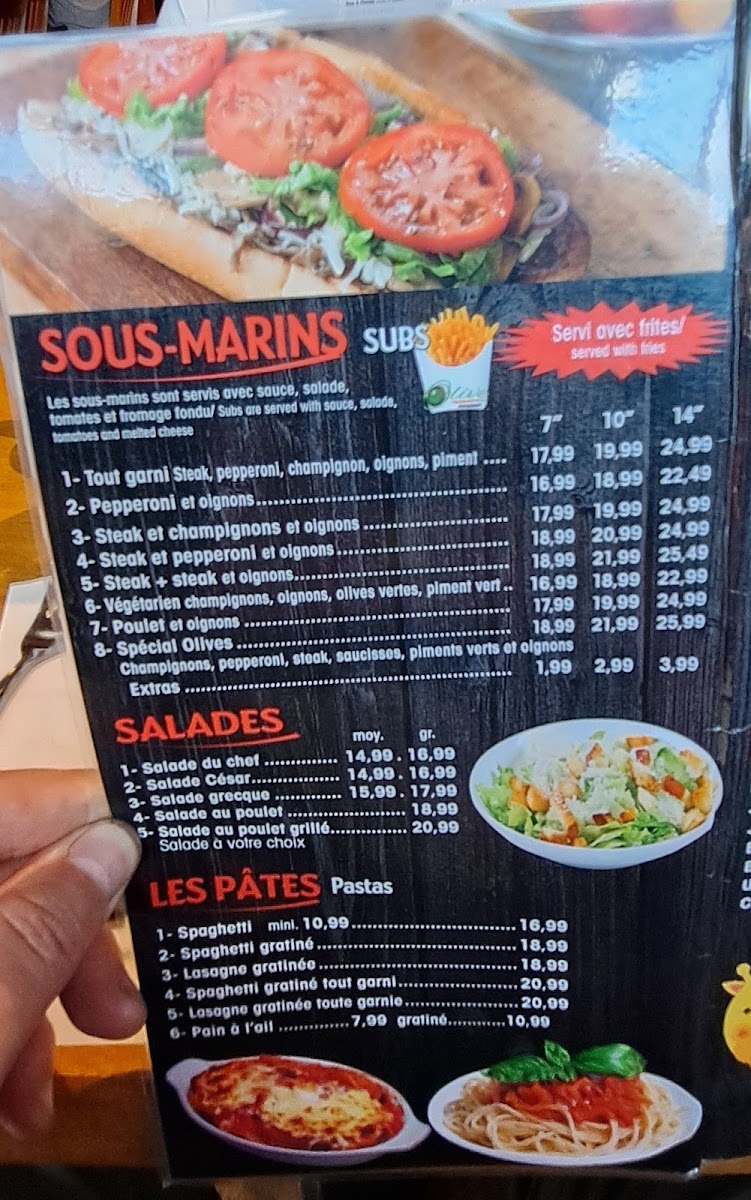 SOUS-MARINS SUBS
Servi avec frites/
served with fries
Les sous-marins sont servis avec sauce, salade,
tomates et fromage fondu/ Subs are served with sauce, salade,
tomatoes and melted cheese
7" 10" 14"
1- Tout garni Steak, pepperoni, champignon, oignons, piment .... 17,99 19,99 24,99
2- Pepperoni et oignons 16,99 18,99 22,49
3- Steak et champignons et oignons 17,99 19,99 24,99
4- Steak et pepperoni et oignons 18,99 20,99 24,99
5- Steak + steak et oignons 18,99 21,99 25,49
6- Végétarien champignons, oignons, olives vertes, piment vert .. 16,99 18,99 22,99
7- Poulet et oignons 17,99 19,99 24,99
8- Spécial Olives 18,99 21,99 25,99
Champignons, pepperoni, steak, saucisses, piments verts et oignons
Extras 1,99 2,99 3,99
SALADES
moy. gr.
1- Salade du chef 14,99 . 16,99
2- Salade César 14,99 . 16,99
3- Salade grecque 15,99 . 17,99
4- Salade au poulet 18,99
5- Salade au poulet grillé 20,99
Salade à votre choix
LES PÂTES Pastas
1- Spaghetti mini. 10,99 16,99
2- Spaghetti gratiné 18,99
3- Lasagne gratinée 18,99
4- Spaghetti gratiné tout garni 20,99
5- Lasagne gratinée toute garnie 20,99
6- Pain à l'ail 7,99 gratiné 10,99